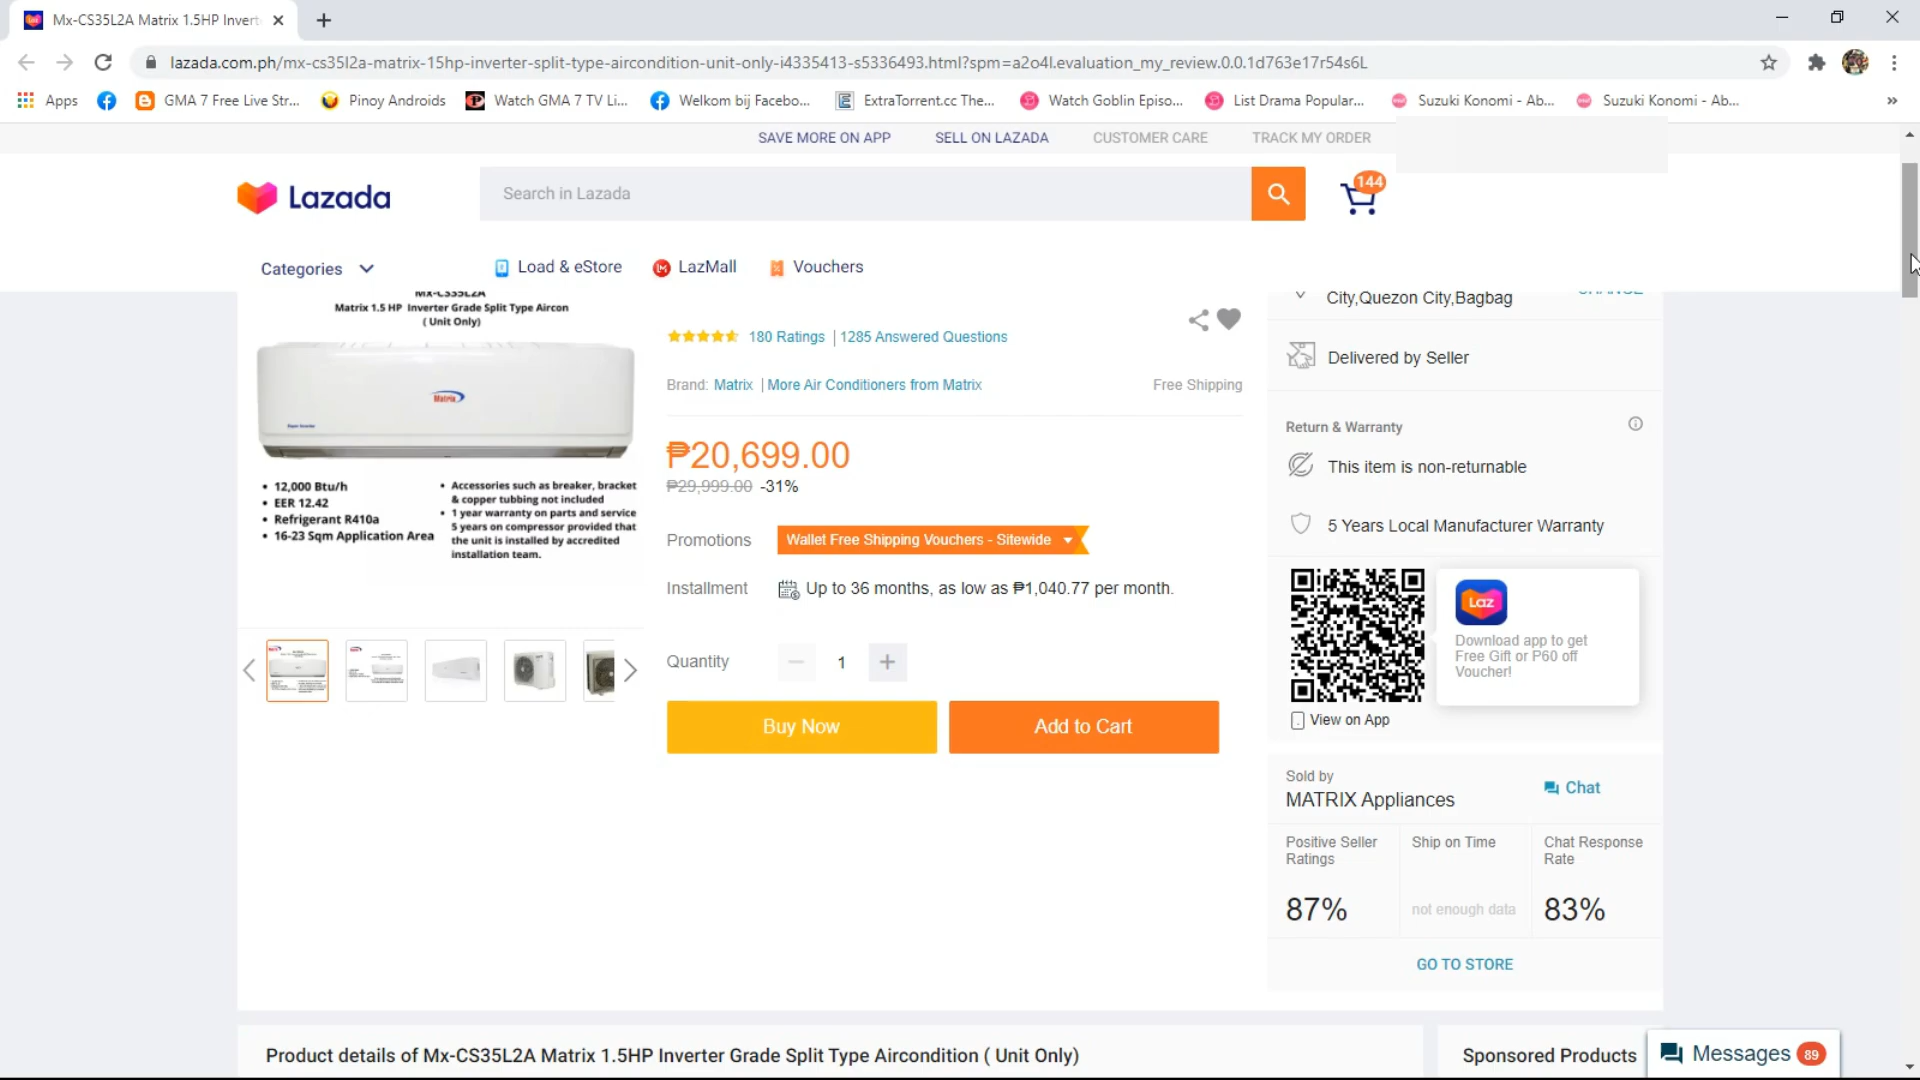 Mx-CS35L2A Matrix 1.5HP Invert
lazada.com.ph/mx-cs35l2a-matrix-15hp-inverter-split-type-aircondition-unit-only-i4335413-s5336493.html?spm=a2o4l.evaluation_my_review.0.0.1d763e17r54s6L
Apps
GMA 7 Free Live Str...
Pinoy Androids
Watch GMA 7 TV Li...
Welkom bij Facebo...
ExtraTorrent.cc The...
Watch Goblin Episo...
List Drama Popular...
Suzuki Konomi - Ab...
Suzuki Konomi - Ab...
SAVE MORE ON APP
SELL ON LAZADA
CUSTOMER CARE
TRACK MY ORDER
Lazada
Search in Lazada
144
Categories
Load & eStore
LazMall
Vouchers
MX-CS35L2A
Matrix 1.5 HP Inverter Grade Split Type Aircon
( Unit Only)
Matrix
Super Inverter
• 12,000 Btu/h
• EER 12.42
• Refrigerant R410a
• 16-23 Sqm Application Area
• Accessories such as breaker, bracket
& copper tubbing not included
• 1 year warranty on parts and service
5 years on compressor provided that
the unit is installed by accredited
installation team.
180 Ratings | 1285 Answered Questions
Brand: Matrix | More Air Conditioners from Matrix
Free Shipping
₱20,699.00
₱29,999.00 -31%
Promotions
Wallet Free Shipping Vouchers - Sitewide
Installment
Up to 36 months, as low as ₱1,040.77 per month.
Quantity
− 1 +
Buy Now
Add to Cart
City,Quezon City,Bagbag
CHANGE
Delivered by Seller
Return & Warranty
This item is non-returnable
5 Years Local Manufacturer Warranty
Laz
Download app to get
Free Gift or P60 off
Voucher!
View on App
Sold by
MATRIX Appliances
Chat
Positive Seller
Ratings
87%
Ship on Time
not enough data
Chat Response
Rate
83%
GO TO STORE
Product details of Mx-CS35L2A Matrix 1.5HP Inverter Grade Split Type Aircondition ( Unit Only)
Sponsored Products
Messages 89